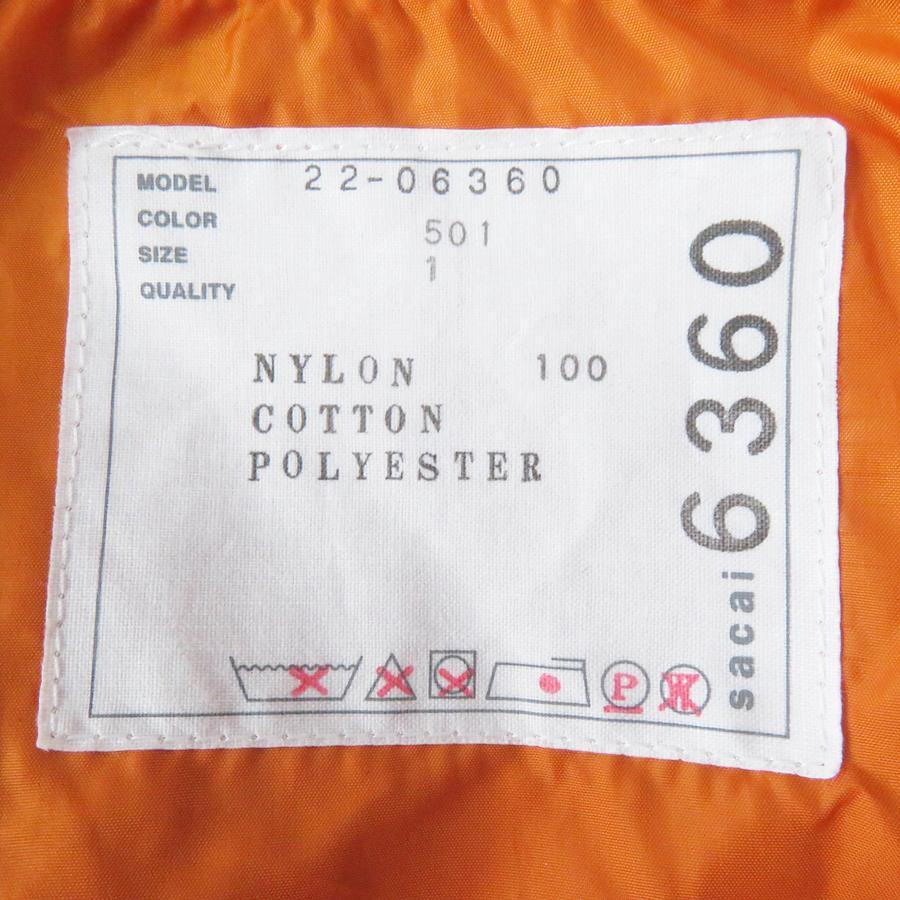 MODEL 22-06360
COLOR 501
SIZE 1
QUALITY
NYLON 100
COTTON
POLYESTER
P
W
sacai 6360